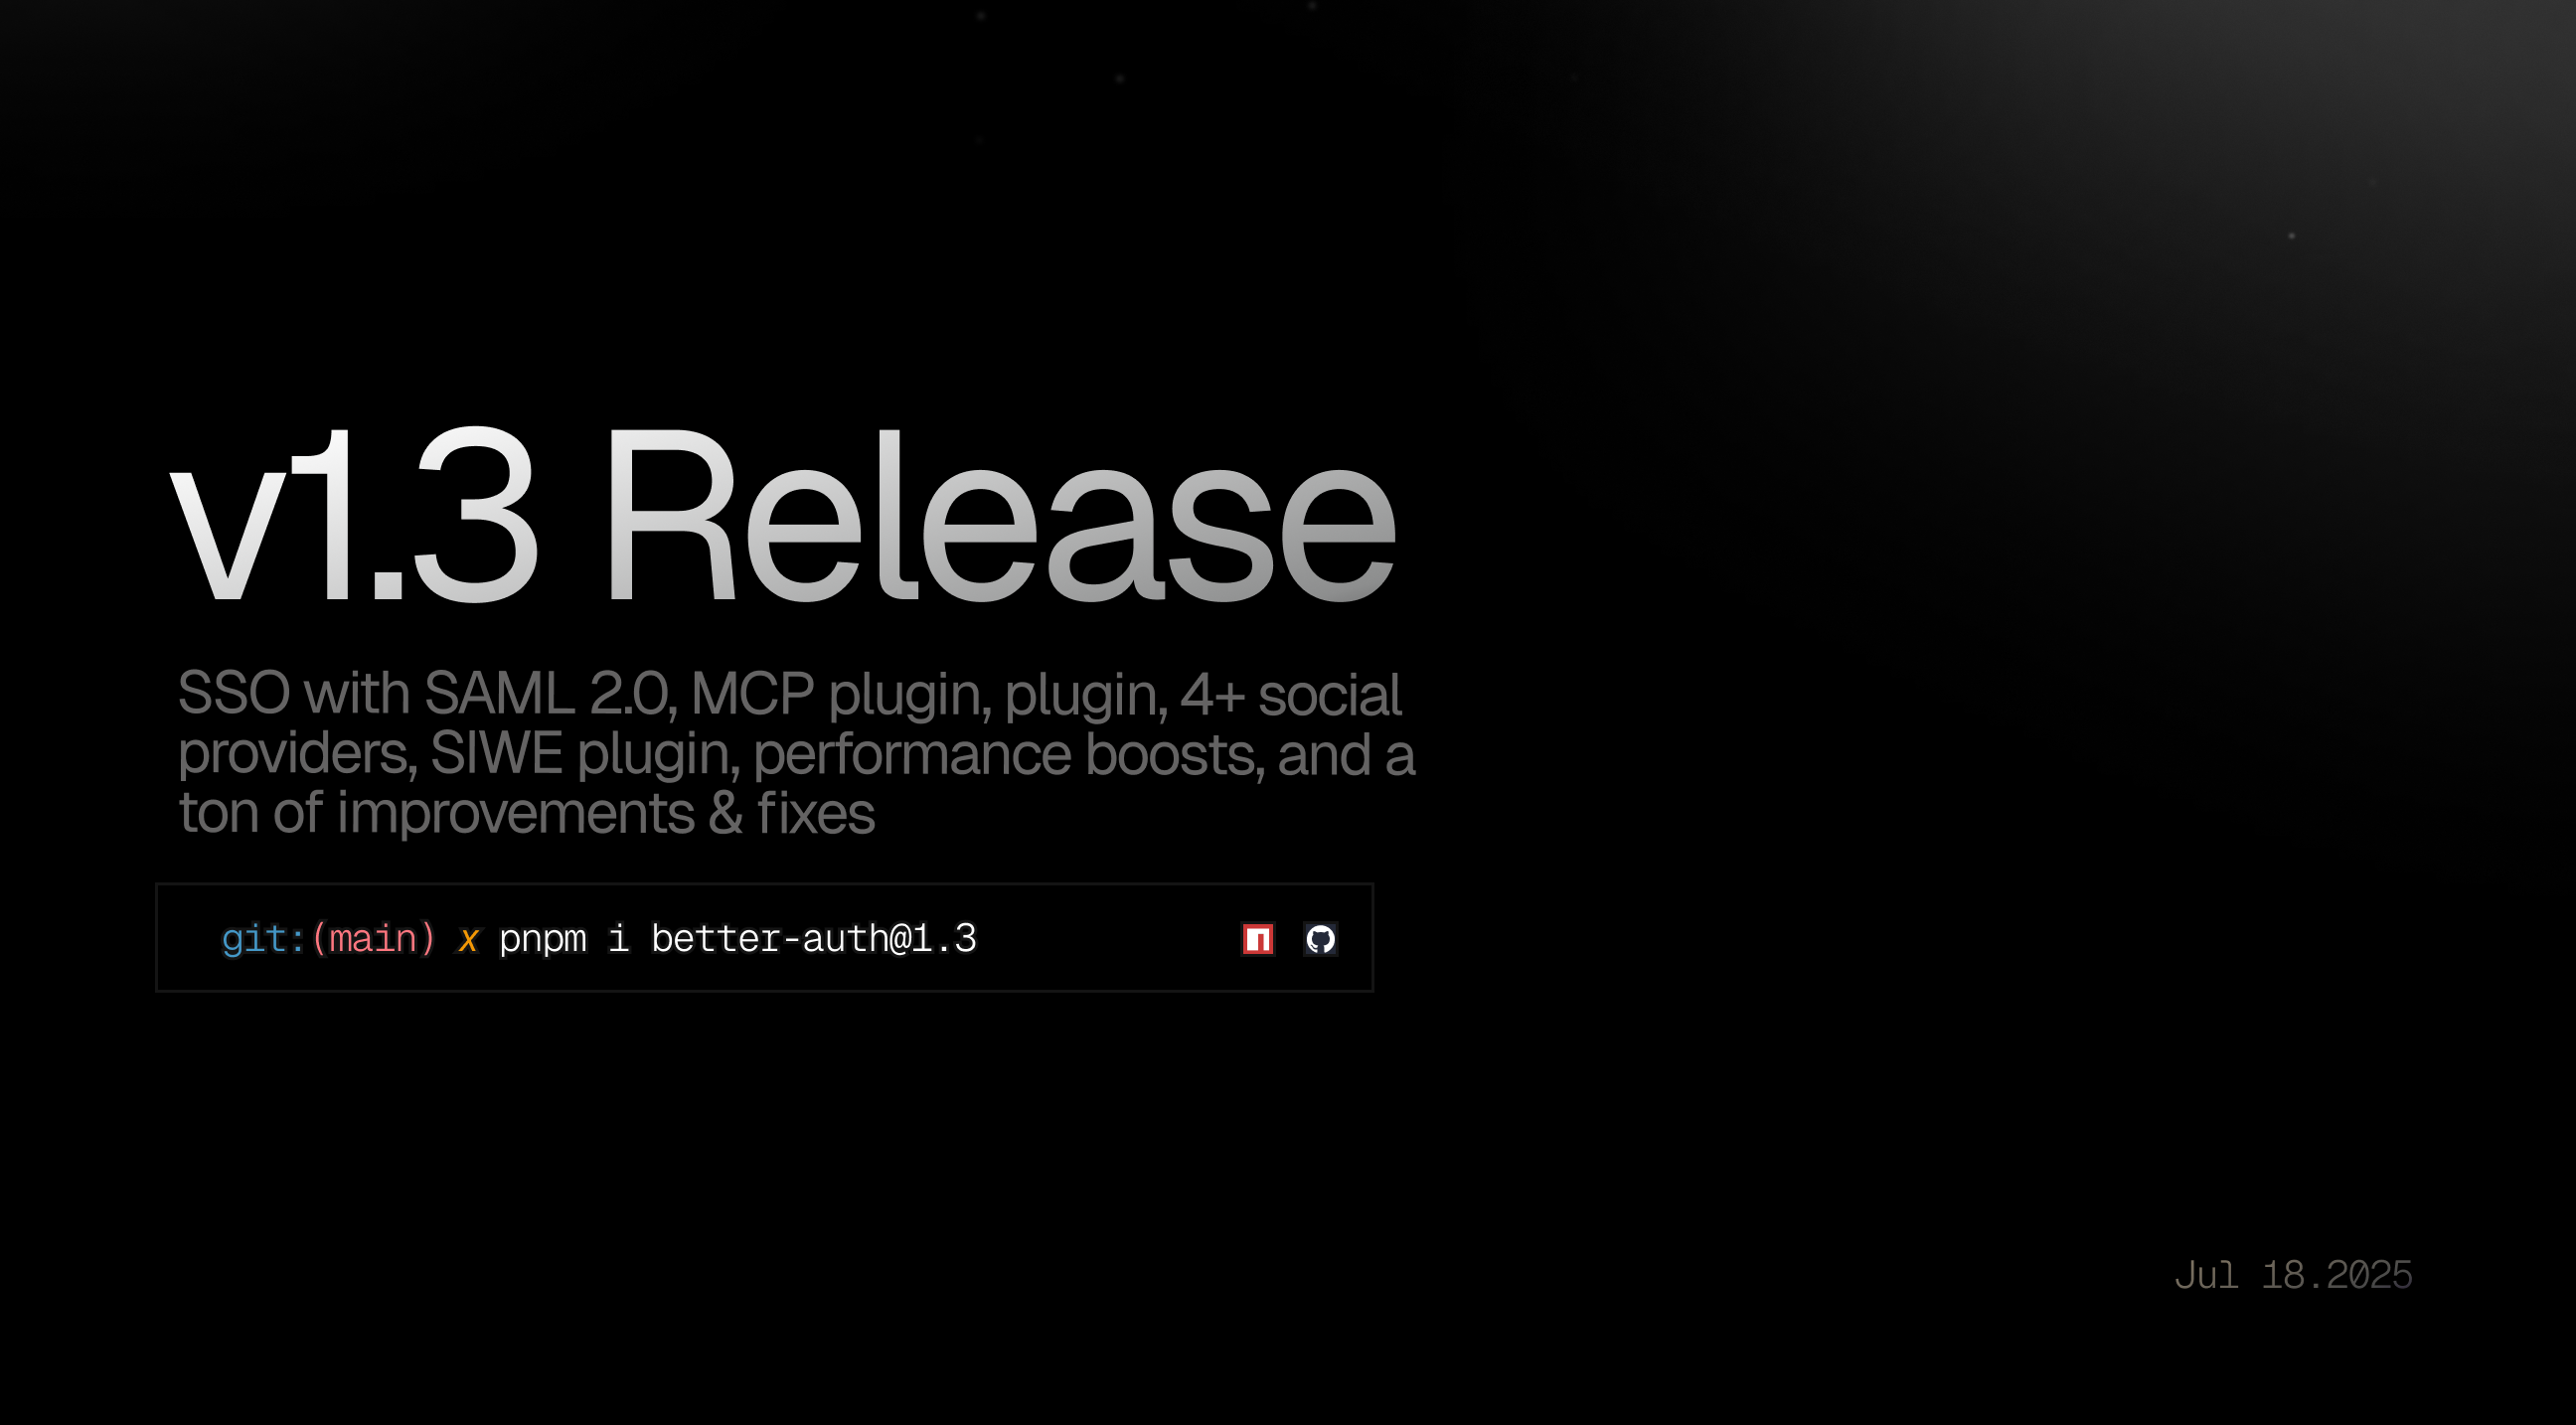 v1.3 Release
SSO with SAML 2.0, MCP plugin, plugin, 4+ social
providers, SIWE plugin, performance boosts, and a
ton of improvements & fixes
git:(main) x pnpm i better-auth@1.3
Jul 18.2025